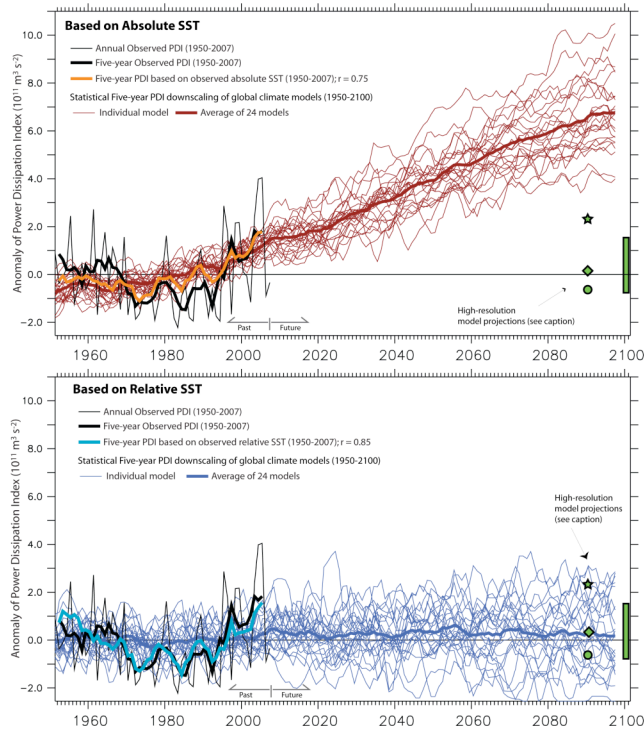 Based on Absolute SST
Annual Observed PDI (1950-2007)
Five-year Observed PDI (1950-2007)
Five-year PDI based on observed absolute SST (1950-2007); r = 0.75
Statistical Five-year PDI downscaling of global climate models (1950-2100)
Individual model Average of 24 models
Anomaly of Power Dissipation Index (10¹¹ m³ s⁻²)
10.0
8.0
6.0
4.0
2.0
0.0
−2.0
High-resolution
model projections (see caption)
Past Future
1960 1980 2000 2020 2040 2060 2080 2100
Based on Relative SST
Annual Observed PDI (1950-2007)
Five-year Observed PDI (1950-2007)
Five-year PDI based on observed relative SST (1950-2007); r = 0.85
Statistical Five-year PDI downscaling of global climate models (1950-2100)
Individual model Average of 24 models
High-resolution
model projections
(see caption)
Anomaly of Power Dissipation Index (10¹¹ m³ s⁻²)
10.0
8.0
6.0
4.0
2.0
0.0
−2.0
Past Future
1960 1980 2000 2020 2040 2060 2080 2100